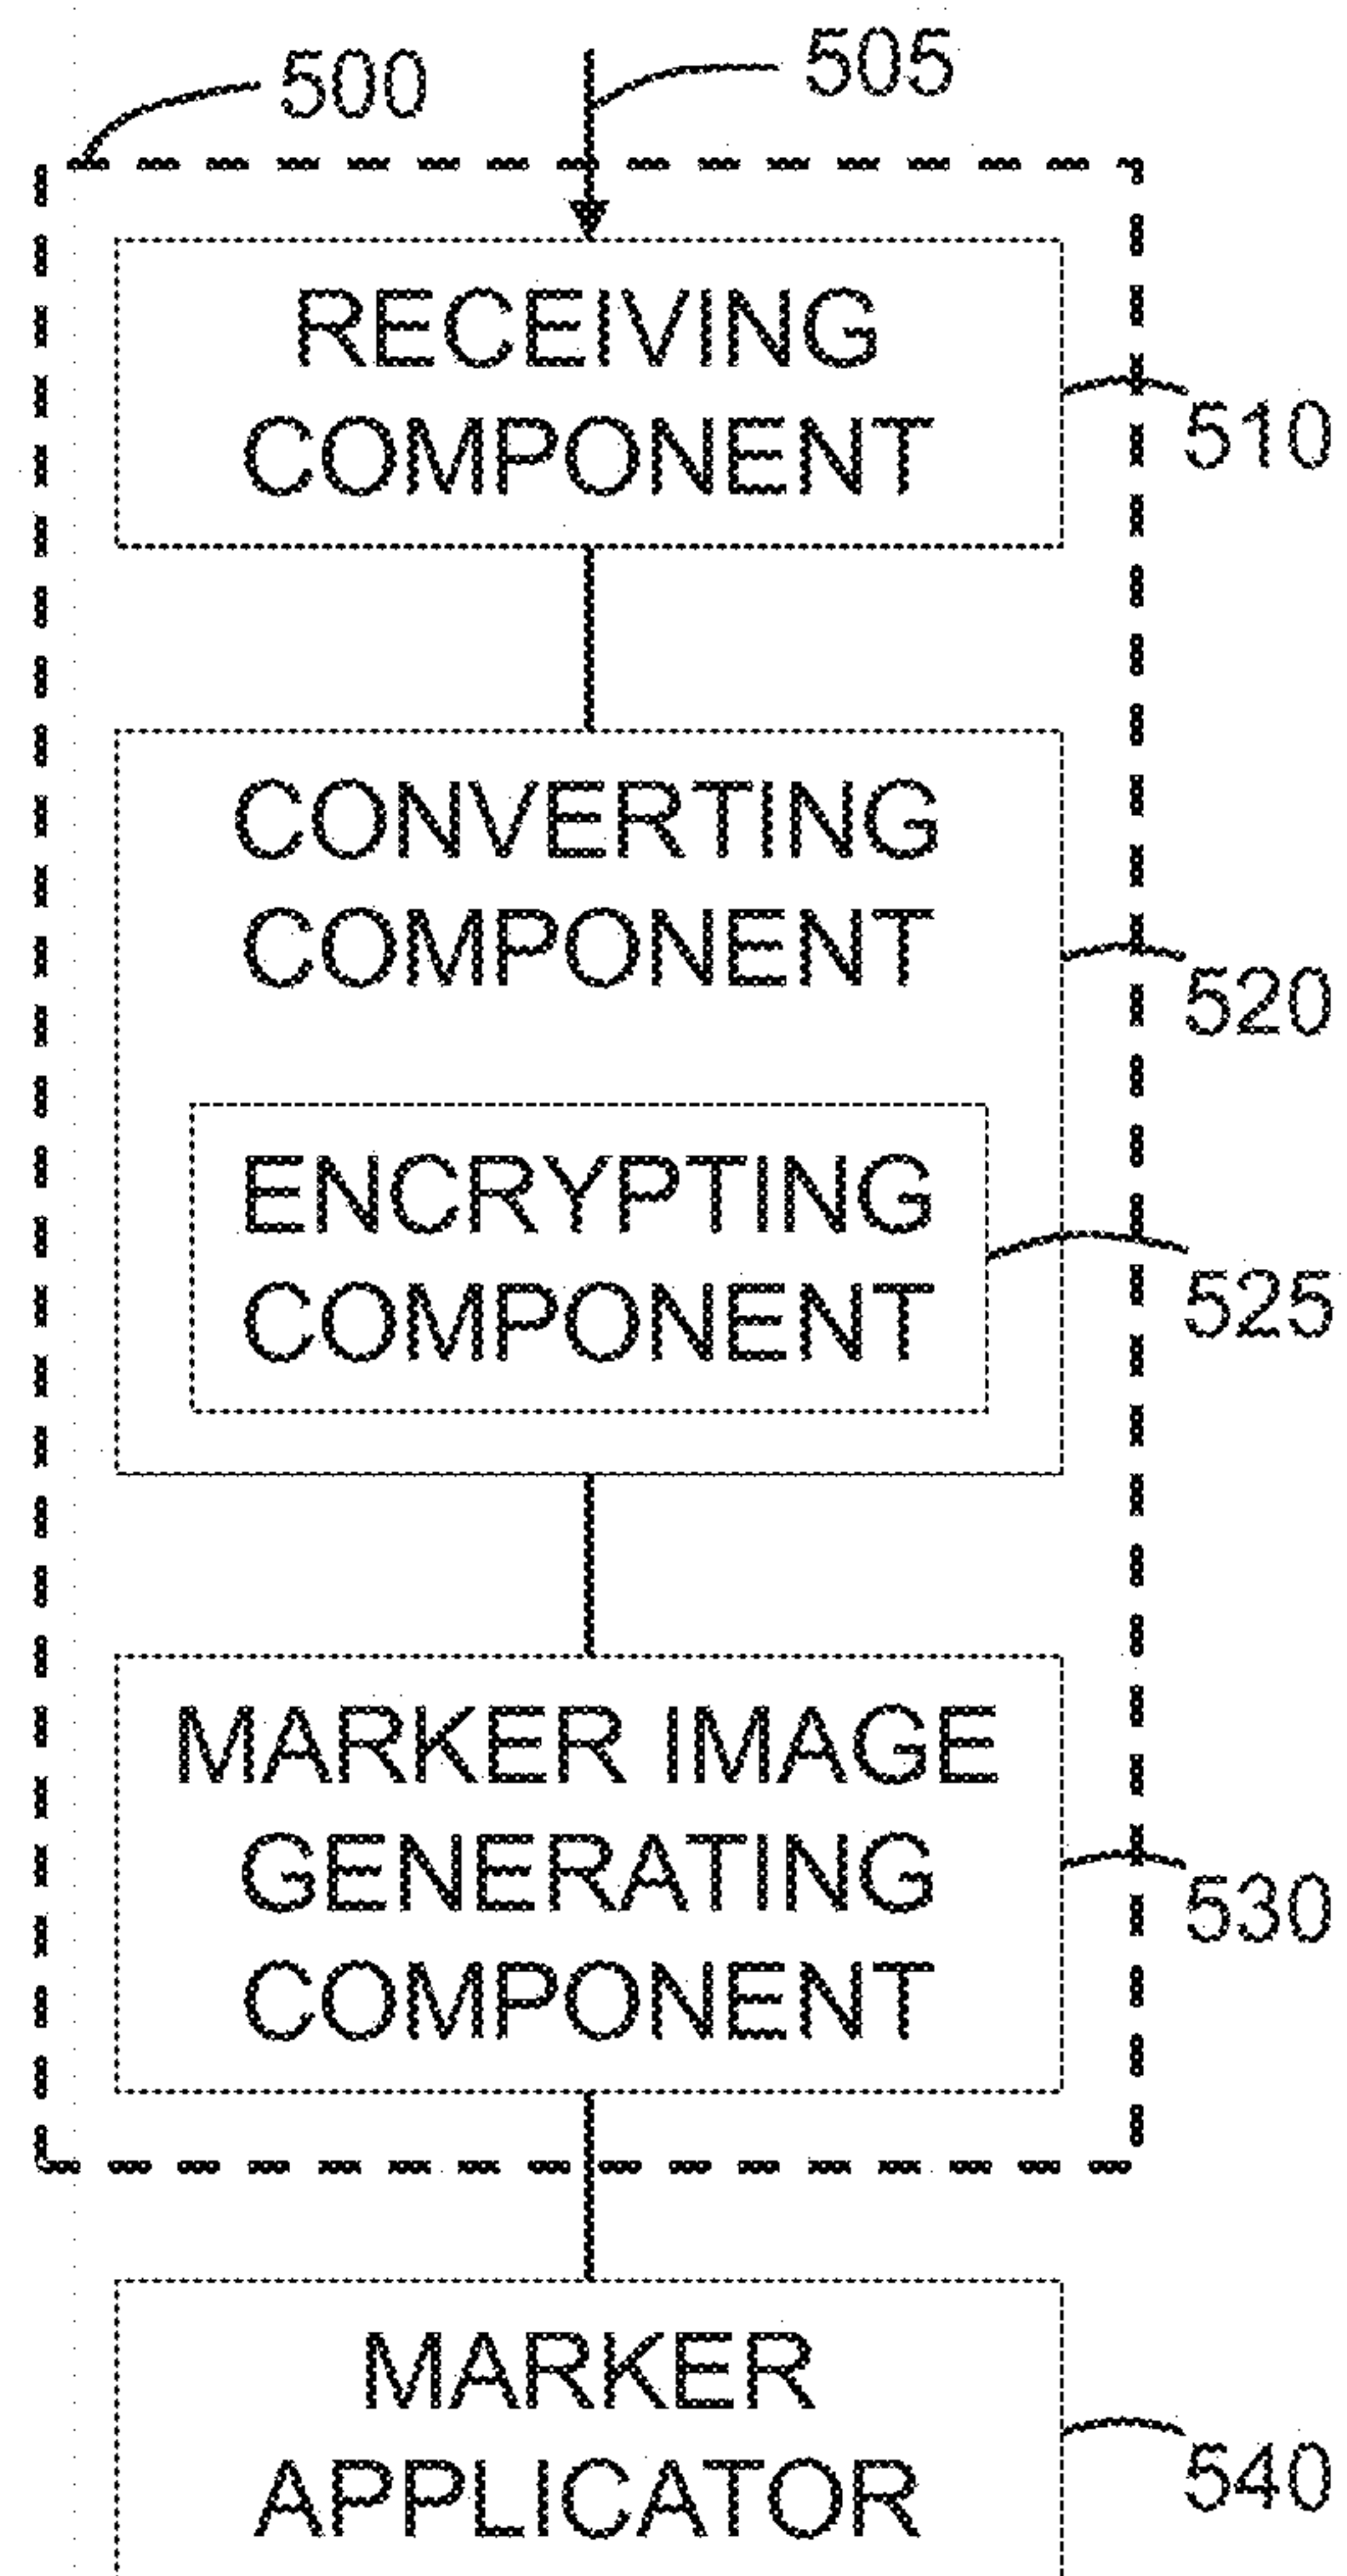 500
505
RECEIVING
COMPONENT
510
CONVERTING
COMPONENT
520
ENCRYPTING
COMPONENT
525
MARKER IMAGE
GENERATING
COMPONENT
530
MARKER
APPLICATOR
540